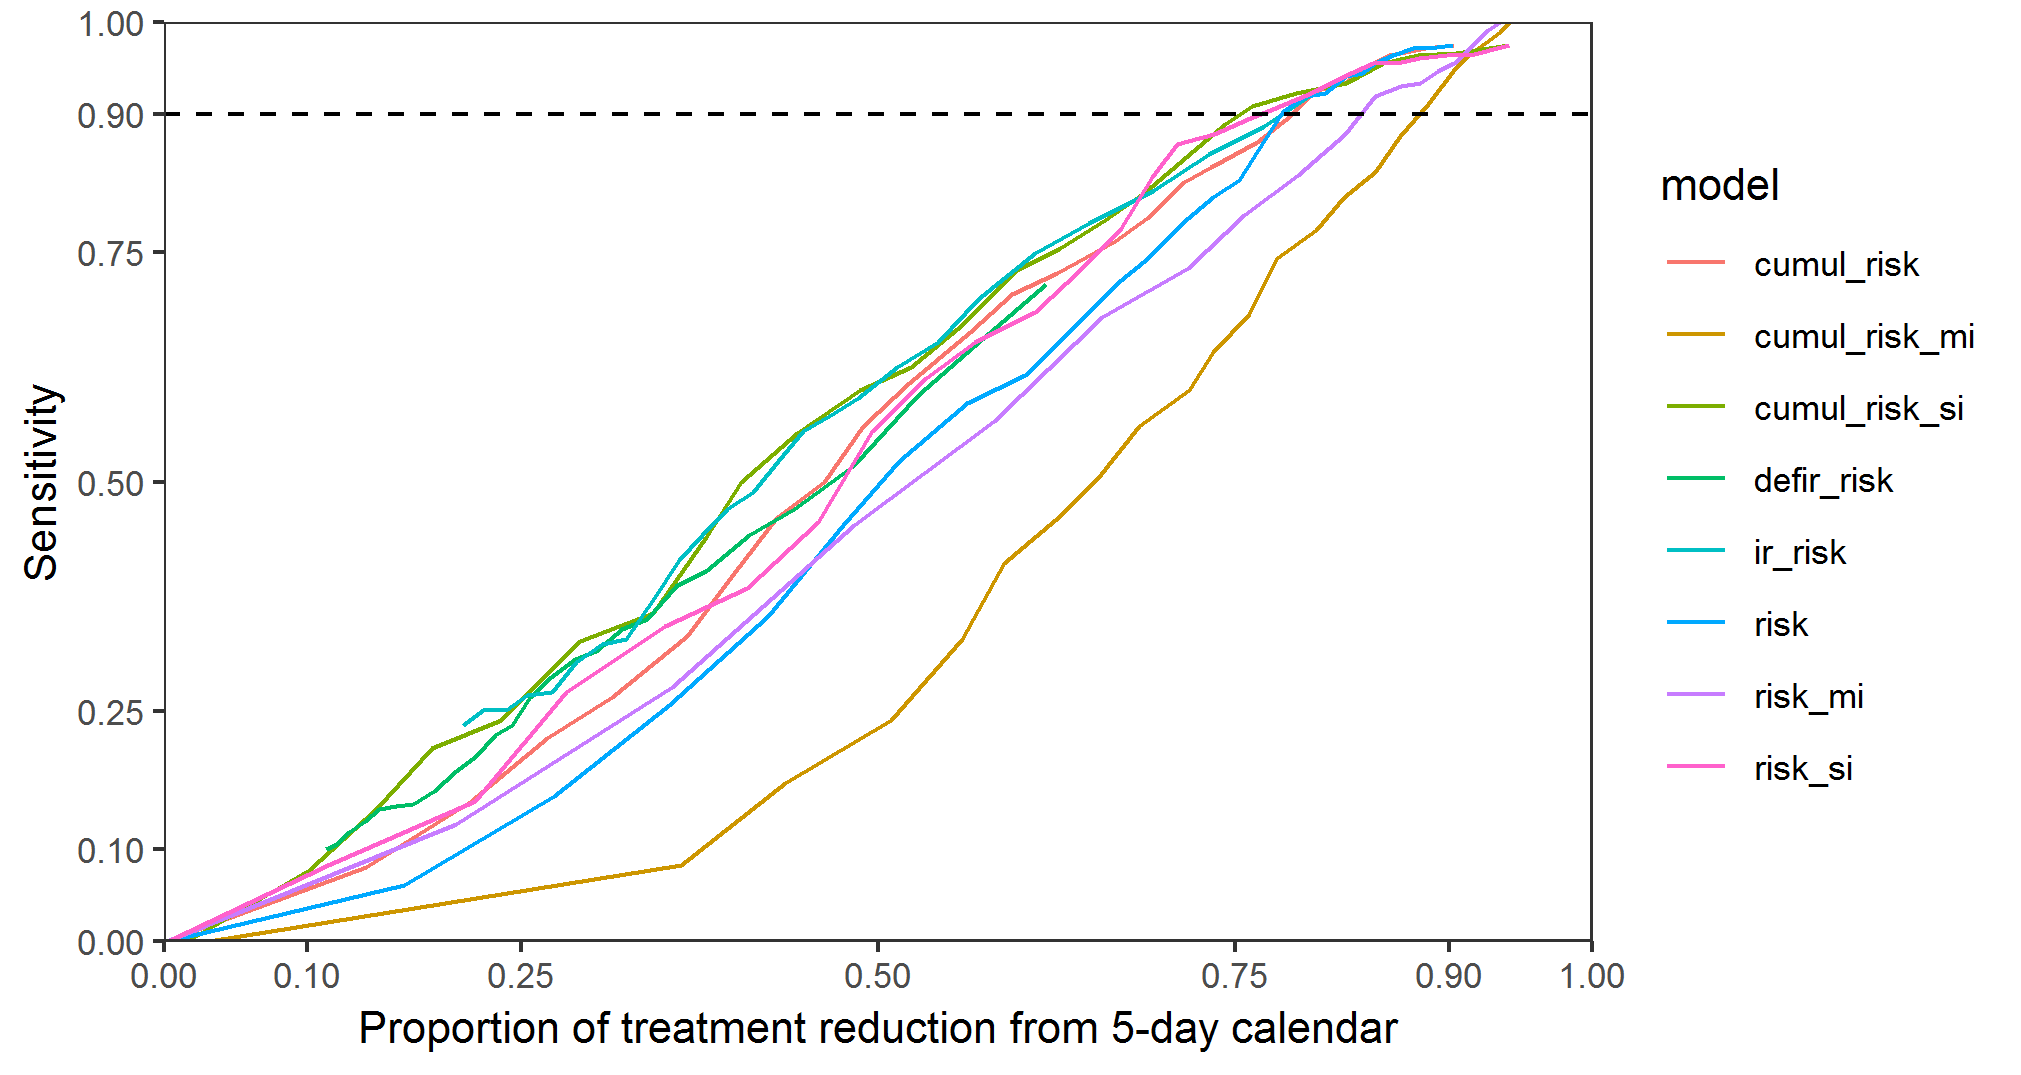 1.00
0.90
0.75
0.50
0.25
0.10
0.00
Sensitivity
0.00 0.10 0.25 0.50 0.75 0.90 1.00
Proportion of treatment reduction from 5-day calendar
model
cumul_risk
cumul_risk_mi
cumul_risk_si
defir_risk
ir_risk
risk
risk_mi
risk_si